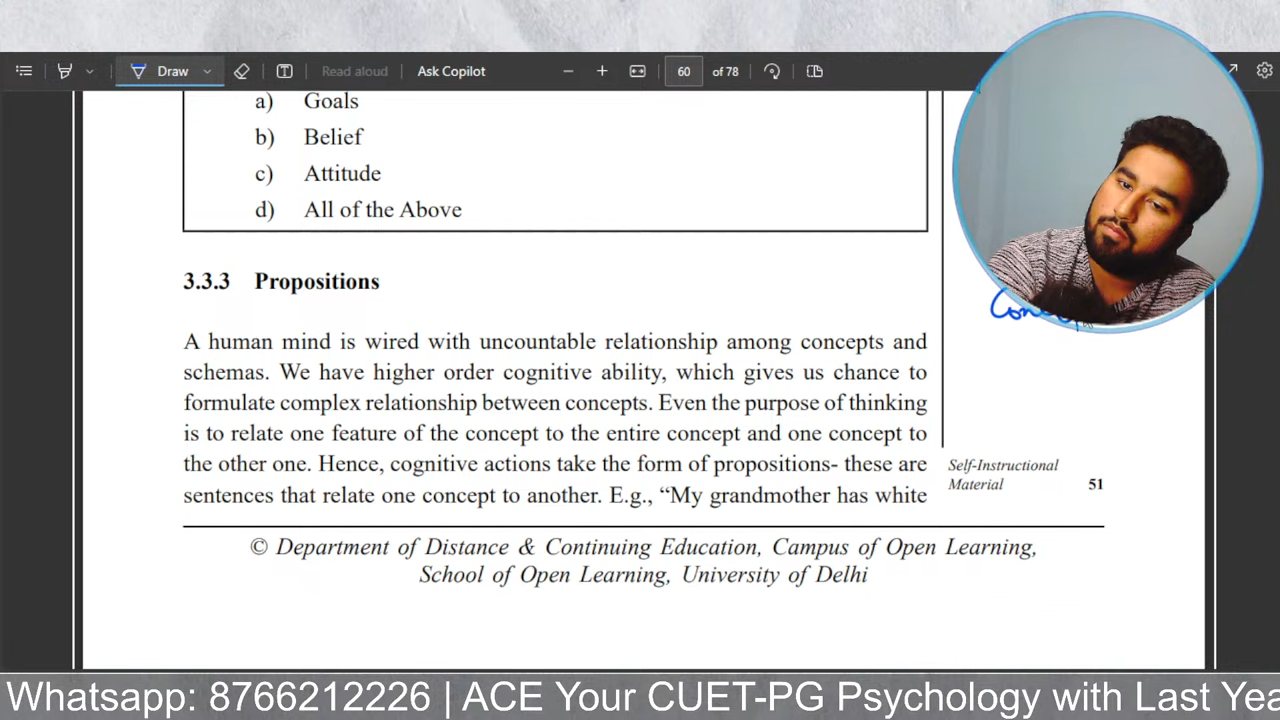 Draw
Read aloud
Ask Copilot
60 of 78
a) Goals
b) Belief
c) Attitude
d) All of the Above
3.3.3 Propositions
A human mind is wired with uncountable relationship among concepts and
schemas. We have higher order cognitive ability, which gives us chance to
formulate complex relationship between concepts. Even the purpose of thinking
is to relate one feature of the concept to the entire concept and one concept to
the other one. Hence, cognitive actions take the form of propositions- these are
sentences that relate one concept to another. E.g., “My grandmother has white
Self-Instructional
Material 51
© Department of Distance & Continuing Education, Campus of Open Learning,
School of Open Learning, University of Delhi
Whatsapp: 8766212226 | ACE Your CUET-PG Psychology with Last Yea